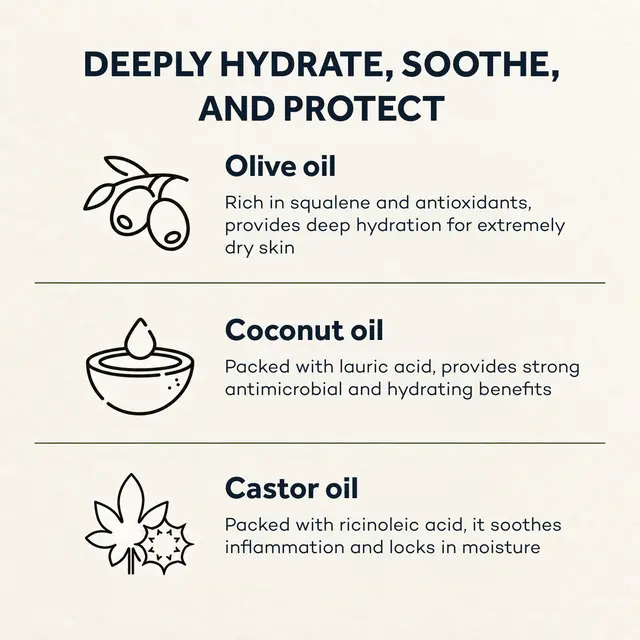 DEEPLY HYDRATE, SOOTHE,
AND PROTECT
Olive oil
Rich in squalene and antioxidants,
provides deep hydration for extremely
dry skin
Coconut oil
Packed with lauric acid, provides strong
antimicrobial and hydrating benefits
Castor oil
Packed with ricinoleic acid, it soothes
inflammation and locks in moisture